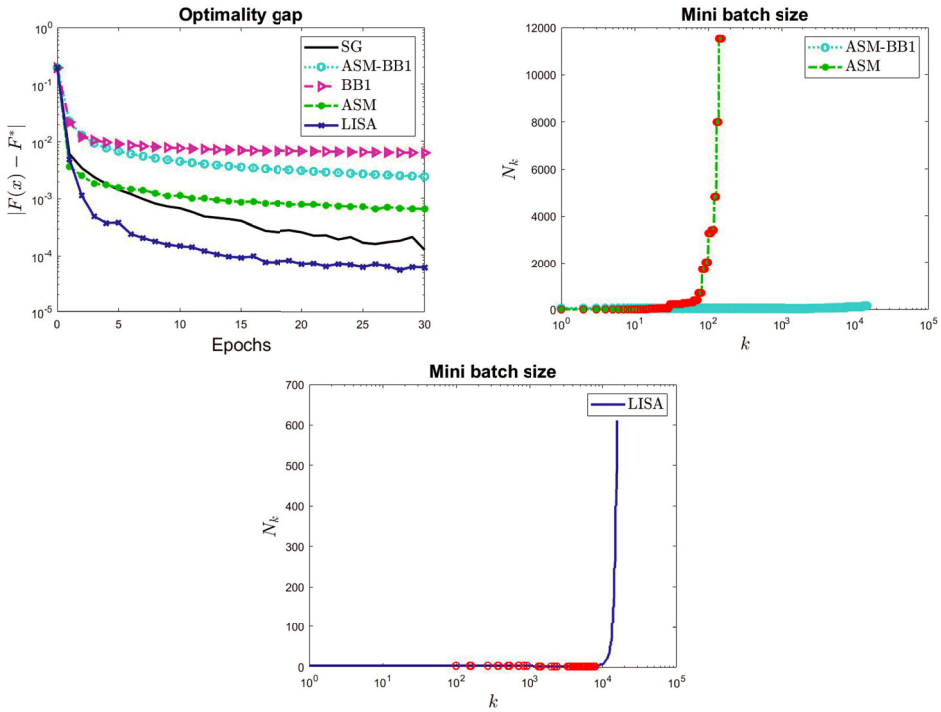 Optimality gap
10^0
10^-1
10^-2
10^-3
10^-4
10^-5
|F(x) − F*|
SG
ASM-BB1
BB1
ASM
LISA
0 5 10 15 20 25 30
Epochs
Mini batch size
12000
10000
8000
6000
4000
2000
0
N_k
ASM-BB1
ASM
10^0 10^1 10^2 10^3 10^4 10^5
k
Mini batch size
700
600
500
400
300
200
100
0
N_k
LISA
10^0 10^1 10^2 10^3 10^4 10^5
k